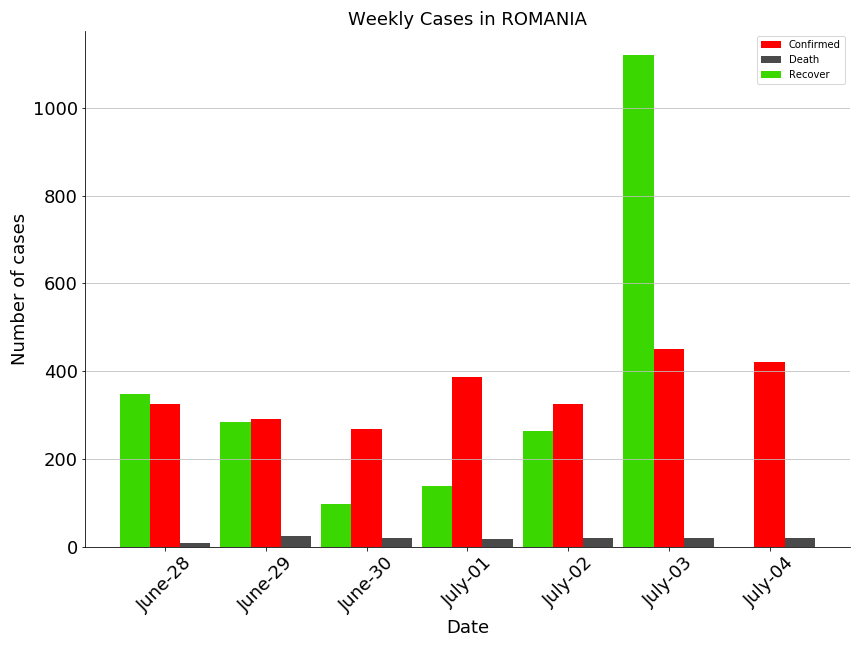 Weekly Cases in ROMANIA
Confirmed
Death
Recover
Number of cases
1000
800
600
400
200
0
June-28
June-29
June-30
July-01
July-02
July-03
July-04
Date